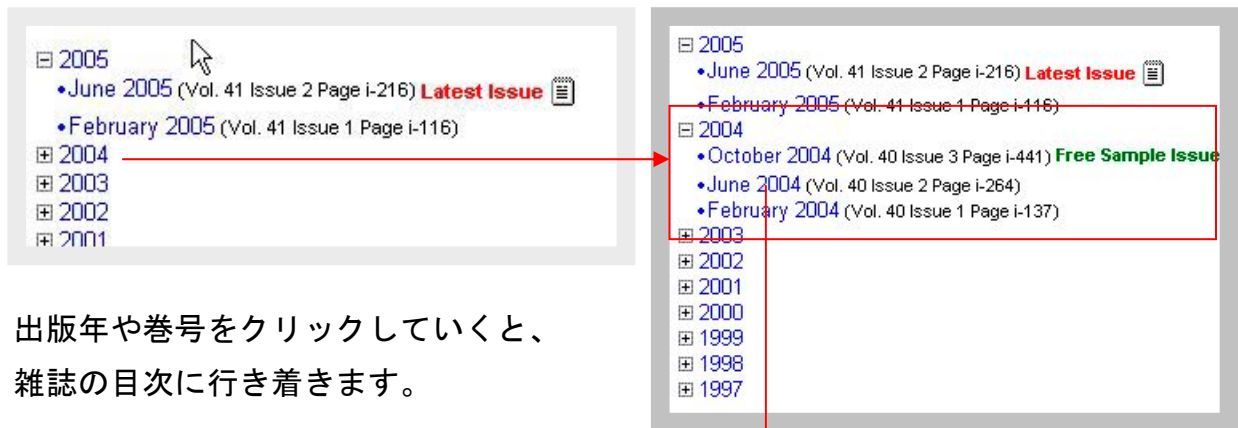 2005
•June 2005 (Vol. 41 Issue 2 Page i-216) Latest Issue
•February 2005 (Vol. 41 Issue 1 Page i-116)
2004
2003
2002
2001
出版年や巻号をクリックしていくと、
雑誌の目次に行き着きます。
2005
•June 2005 (Vol. 41 Issue 2 Page i-216) Latest Issue
•February 2005 (Vol. 41 Issue 1 Page i-116)
2004
•October 2004 (Vol. 40 Issue 3 Page i-441) Free Sample Issue
•June 2004 (Vol. 40 Issue 2 Page i-264)
•February 2004 (Vol. 40 Issue 1 Page i-137)
2003
2002
2001
2000
1999
1998
1997